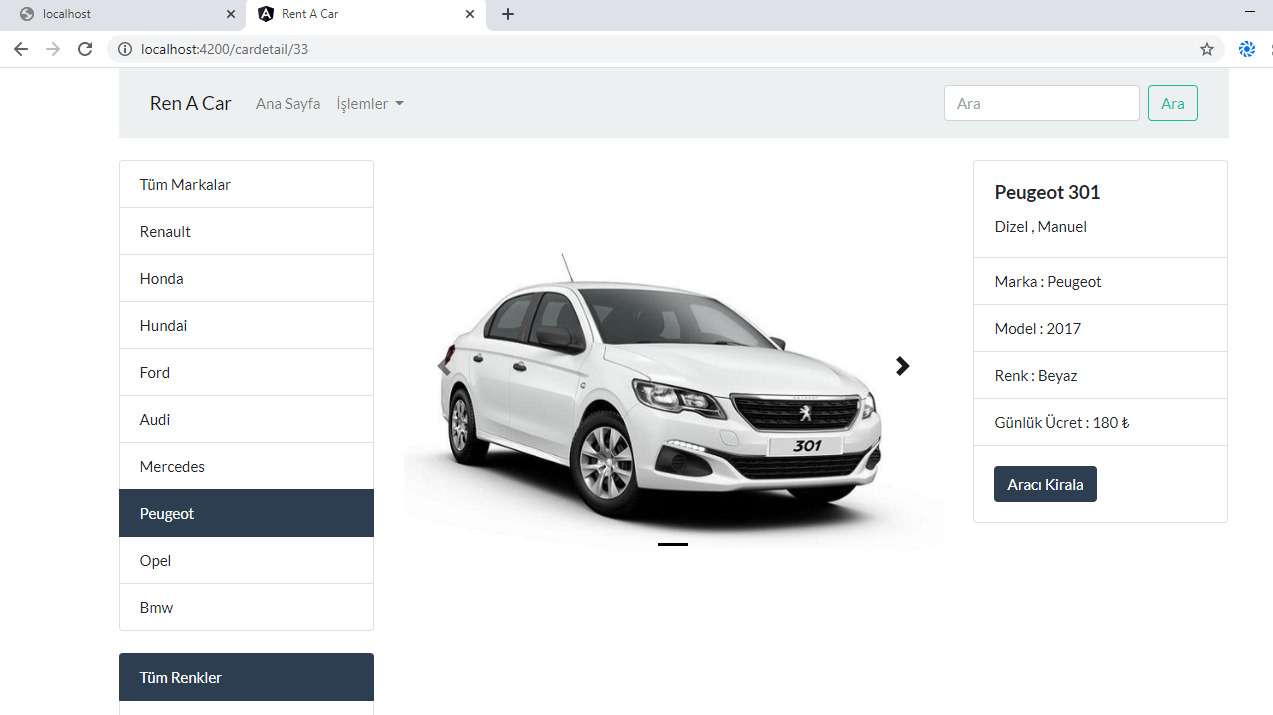 localhost
Rent A Car
localhost:4200/cardetail/33
Ren A Car
Ana Sayfa
İşlemler
Ara
Ara
Tüm Markalar
Renault
Honda
Hundai
Ford
Audi
Mercedes
Peugeot
Opel
Bmw
Tüm Renkler
301
Peugeot 301
Dizel , Manuel
Marka : Peugeot
Model : 2017
Renk : Beyaz
Günlük Ücret : 180 ₺
Aracı Kirala